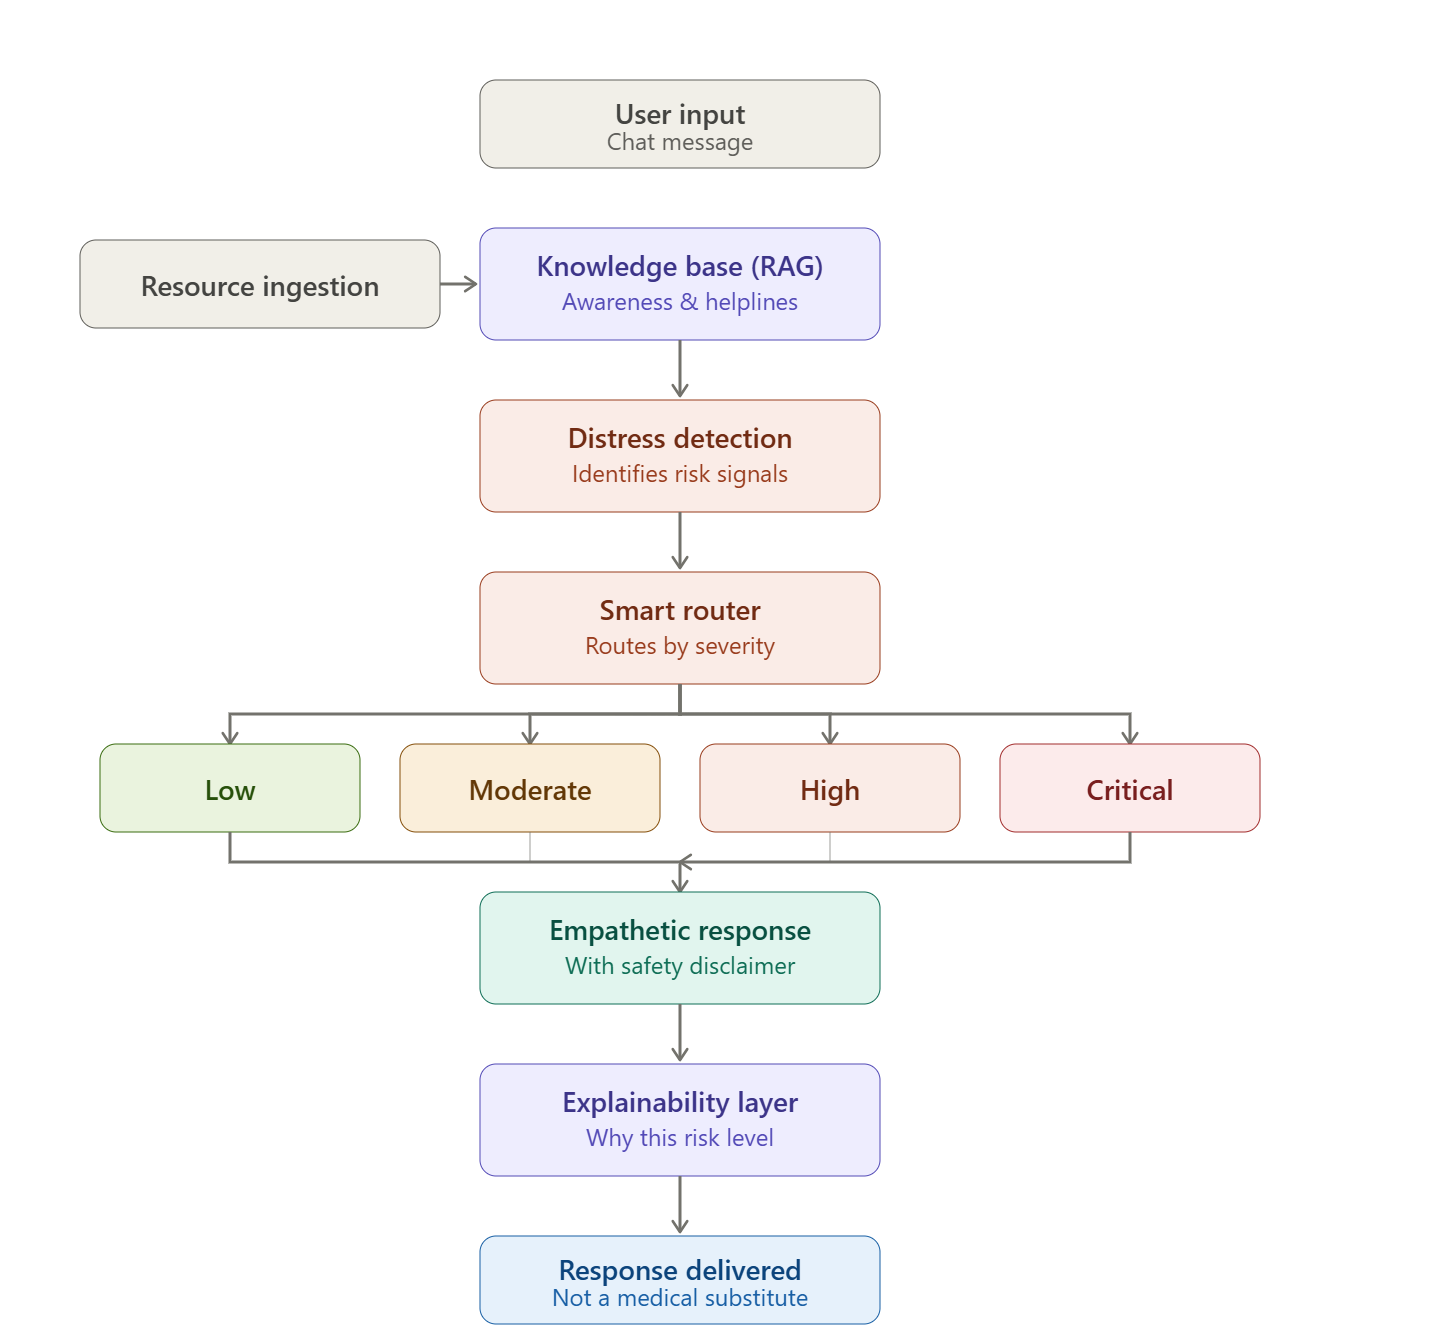 User input
Chat message
Resource ingestion
Knowledge base (RAG)
Awareness & helplines
Distress detection
Identifies risk signals
Smart router
Routes by severity
Low
Moderate
High
Critical
Empathetic response
With safety disclaimer
Explainability layer
Why this risk level
Response delivered
Not a medical substitute